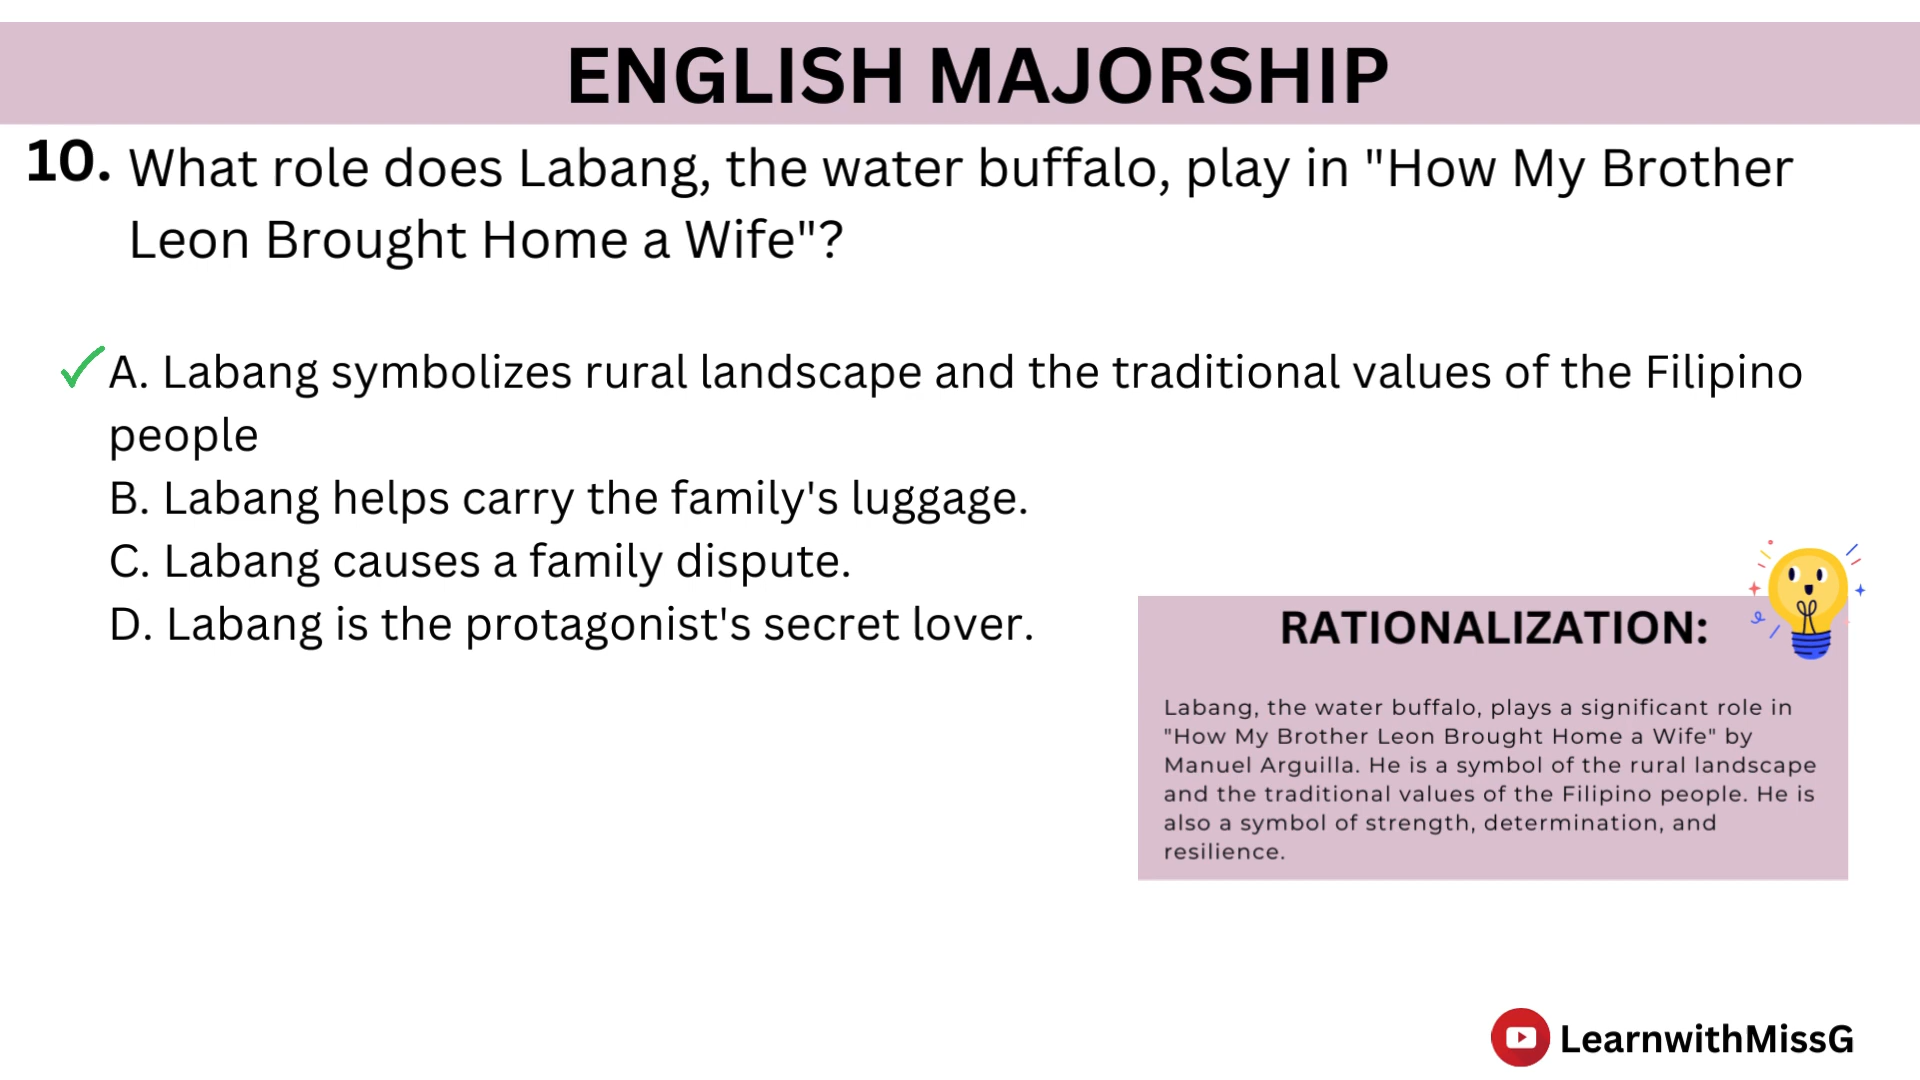 ENGLISH MAJORSHIP
10. What role does Labang, the water buffalo, play in "How My Brother
Leon Brought Home a Wife"?
A. Labang symbolizes rural landscape and the traditional values of the Filipino
people
B. Labang helps carry the family's luggage.
C. Labang causes a family dispute.
D. Labang is the protagonist's secret lover.
RATIONALIZATION:
Labang, the water buffalo, plays a significant role in
"How My Brother Leon Brought Home a Wife" by
Manuel Arguilla. He is a symbol of the rural landscape
and the traditional values of the Filipino people. He is
also a symbol of strength, determination, and
resilience.
LearnwithMissG